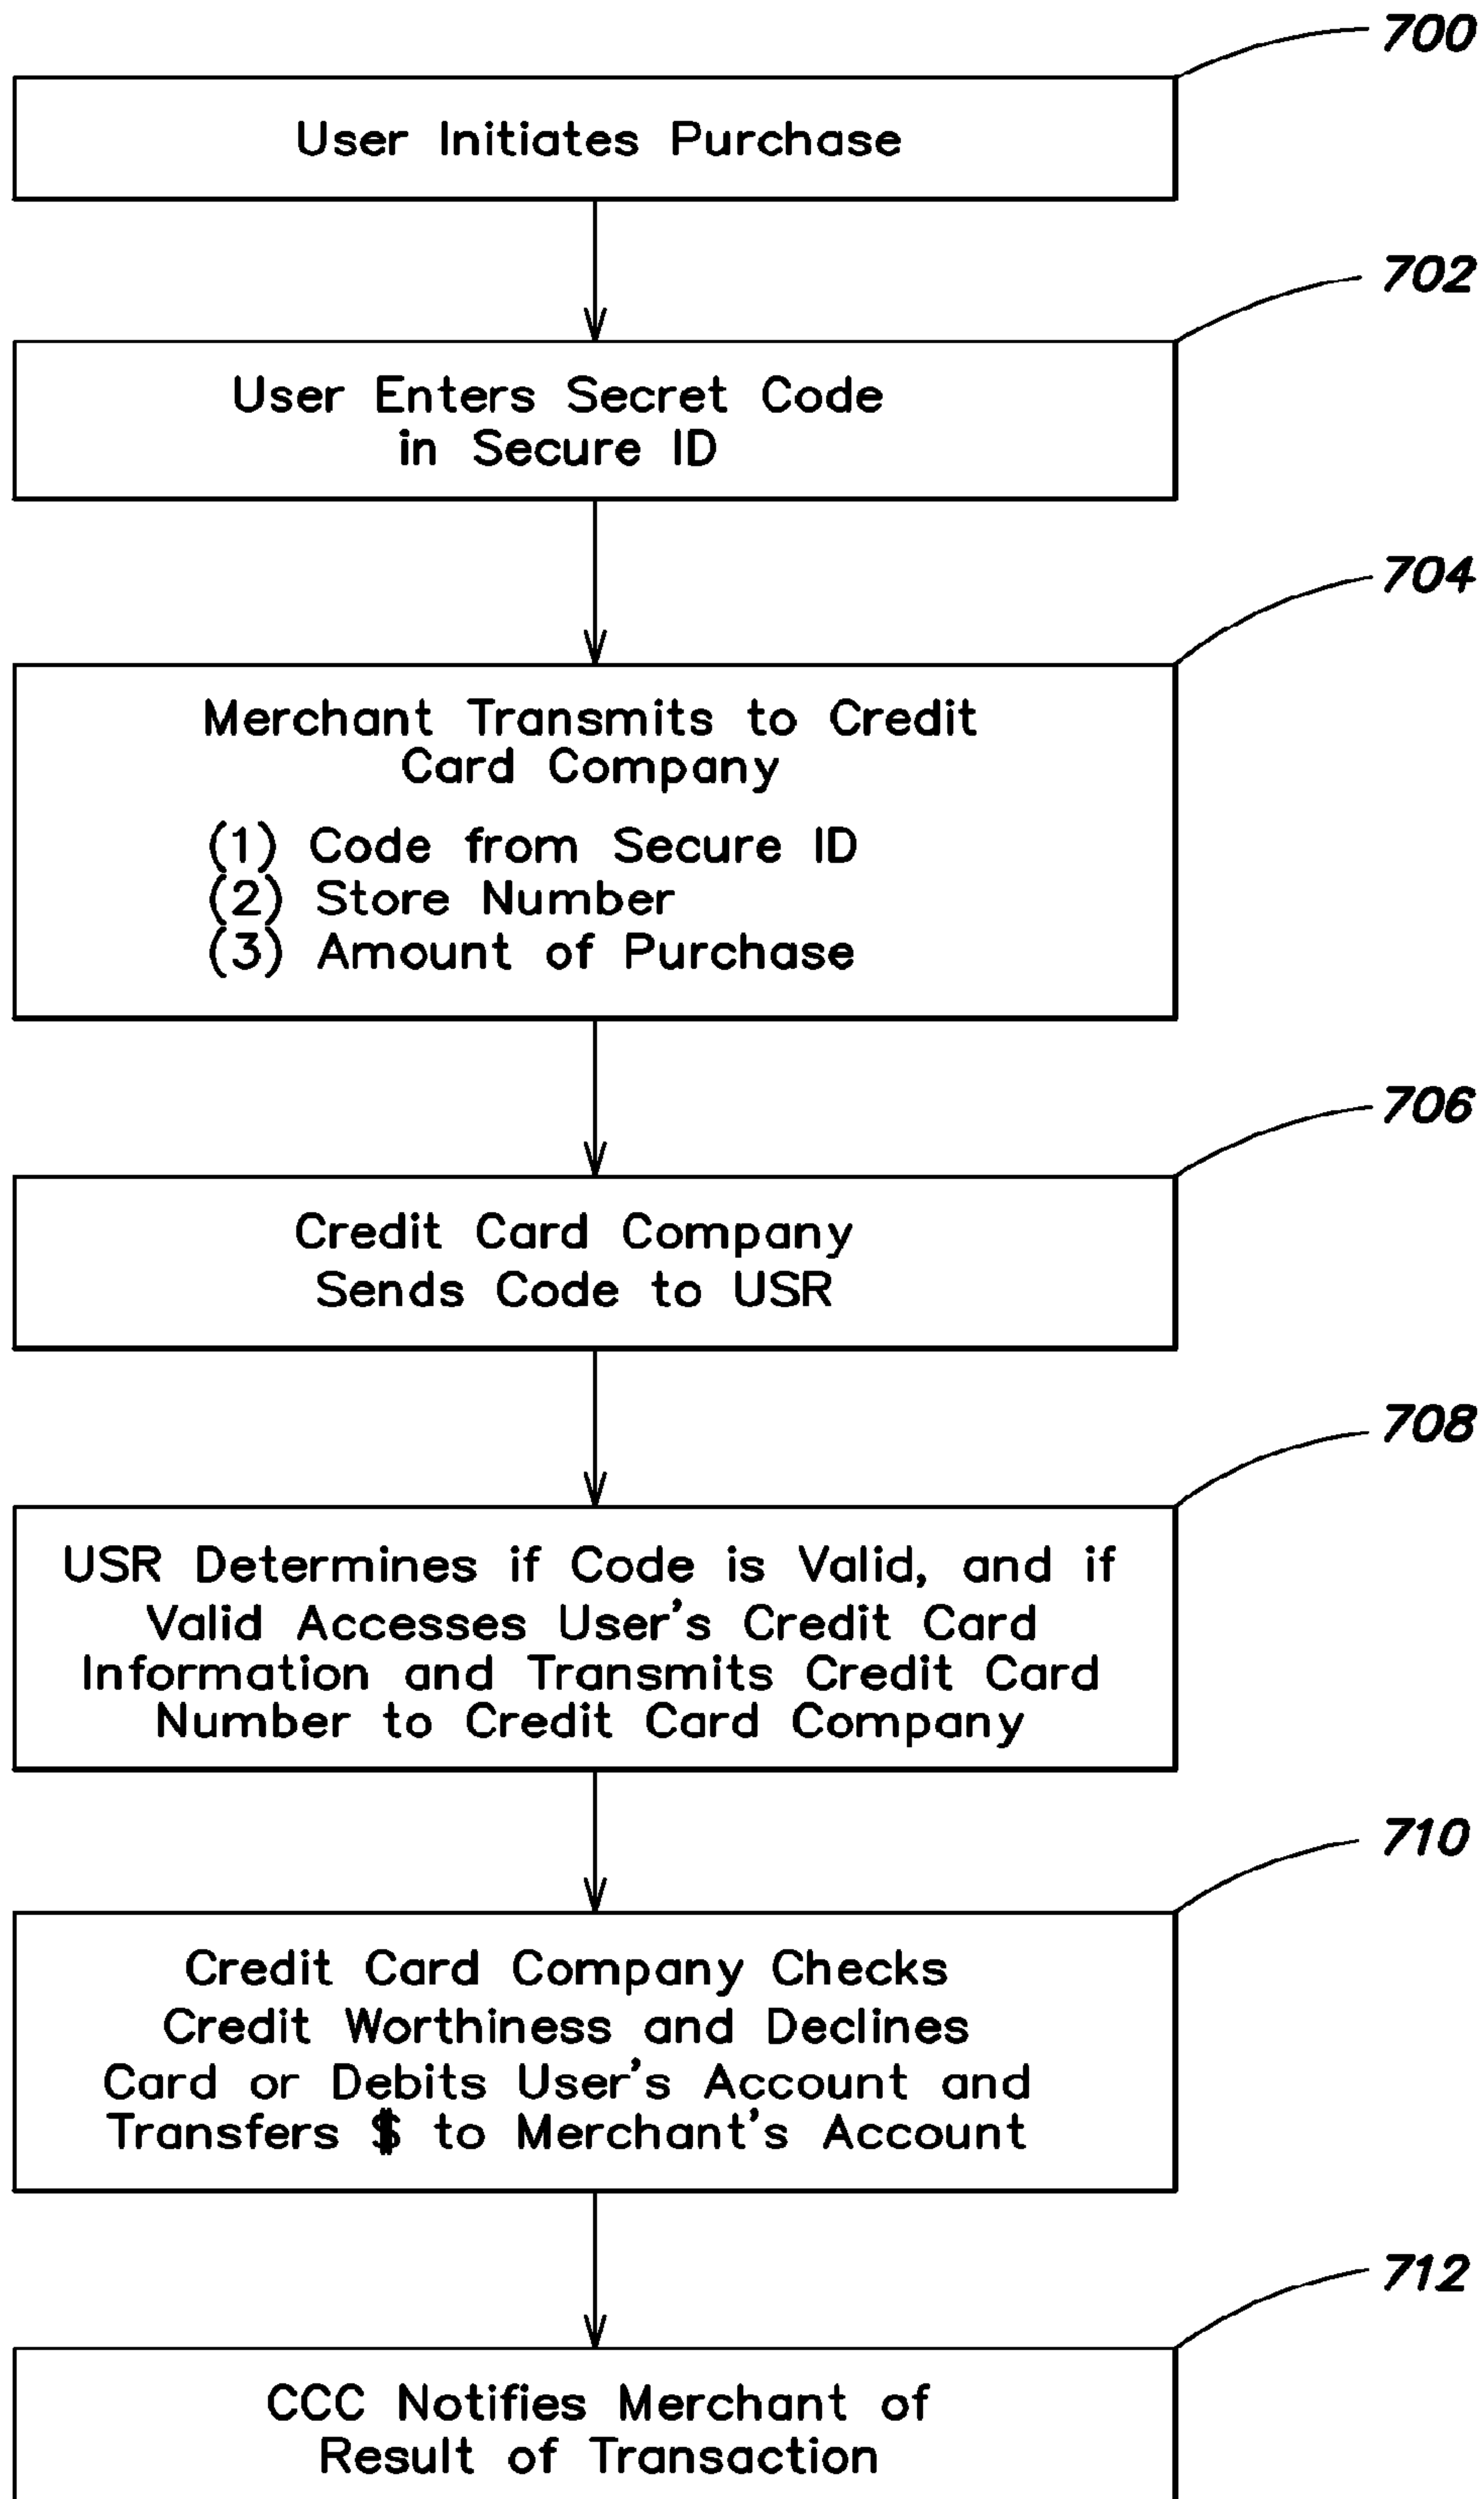 700
User Initiates Purchase
702
User Enters Secret Code
in Secure ID
704
Merchant Transmits to Credit
Card Company
(1) Code from Secure ID
(2) Store Number
(3) Amount of Purchase
706
Credit Card Company
Sends Code to USR
708
USR Determines if Code is Valid, and if
Valid Accesses User's Credit Card
Information and Transmits Credit Card
Number to Credit Card Company
710
Credit Card Company Checks
Credit Worthiness and Declines
Card or Debits User's Account and
Transfers $ to Merchant's Account
712
CCC Notifies Merchant of
Result of Transaction